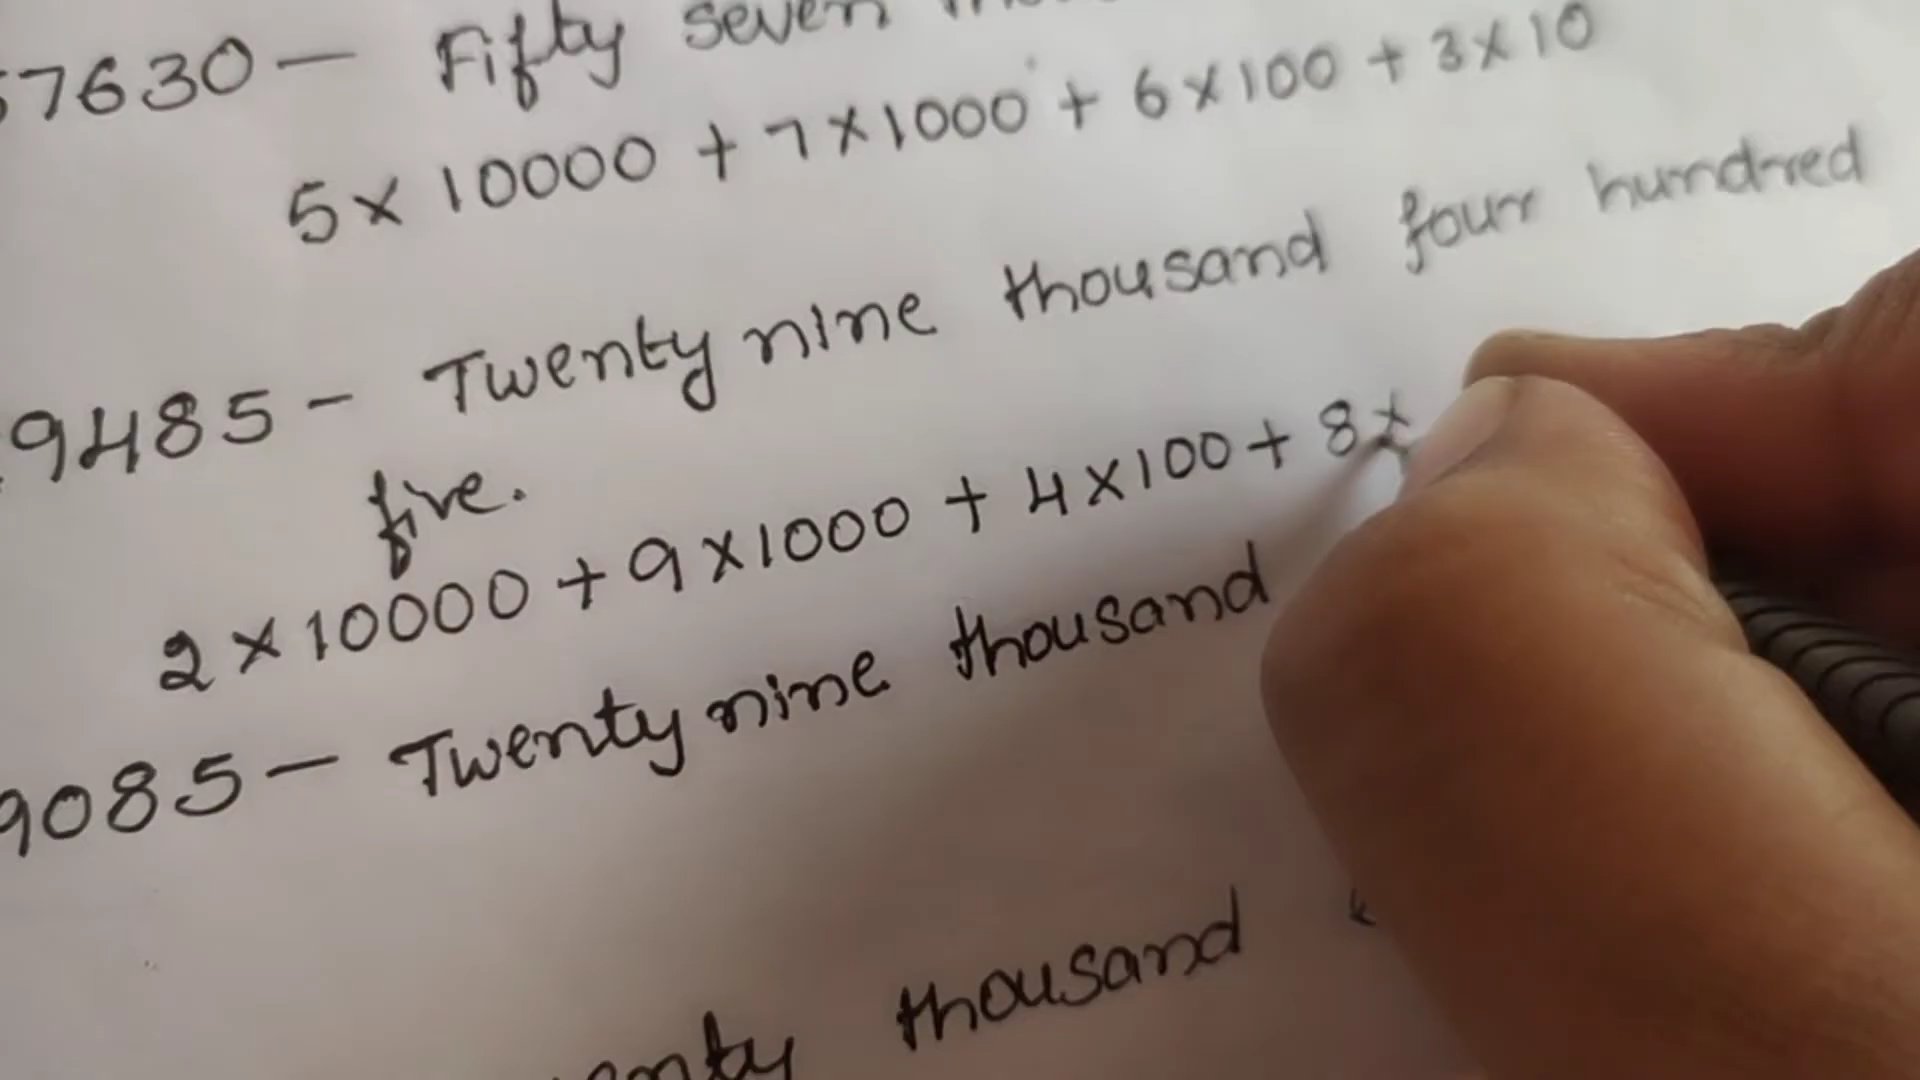 57630 - Fifty seven
5 x 10000 + 7 x 1000 + 6 x 100 + 3 x 10
9485 - Twenty nine thousand four hundred
five.
2 x 10000 + 9 x 1000 + 4 x 100 + 8 x
9085 - Twenty nine thousand
thousand